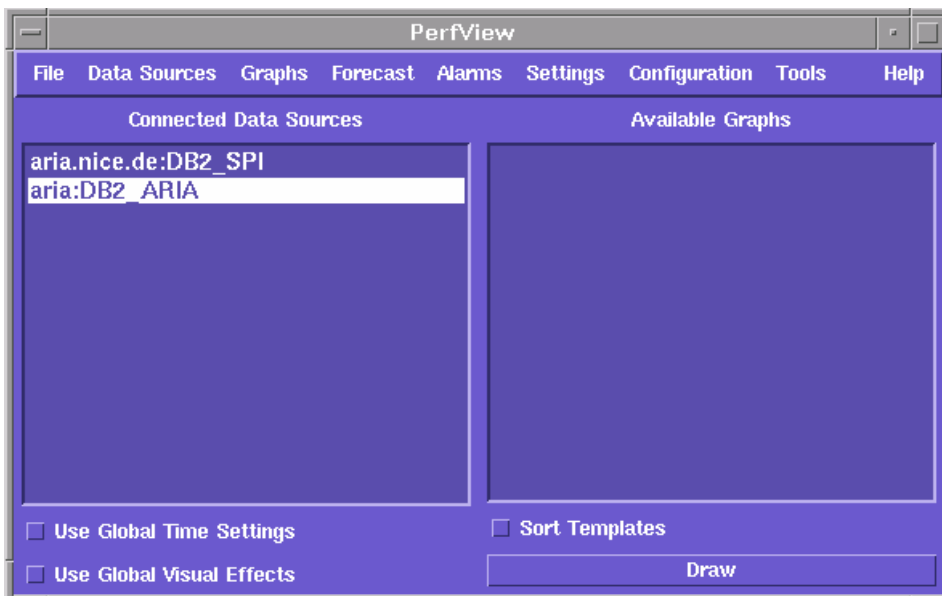 PerfView
File Data Sources Graphs Forecast Alarms Settings Configuration Tools Help
Connected Data Sources
Available Graphs
aria.nice.de:DB2_SPI
aria:DB2_ARIA
Use Global Time Settings
Sort Templates
Use Global Visual Effects
Draw